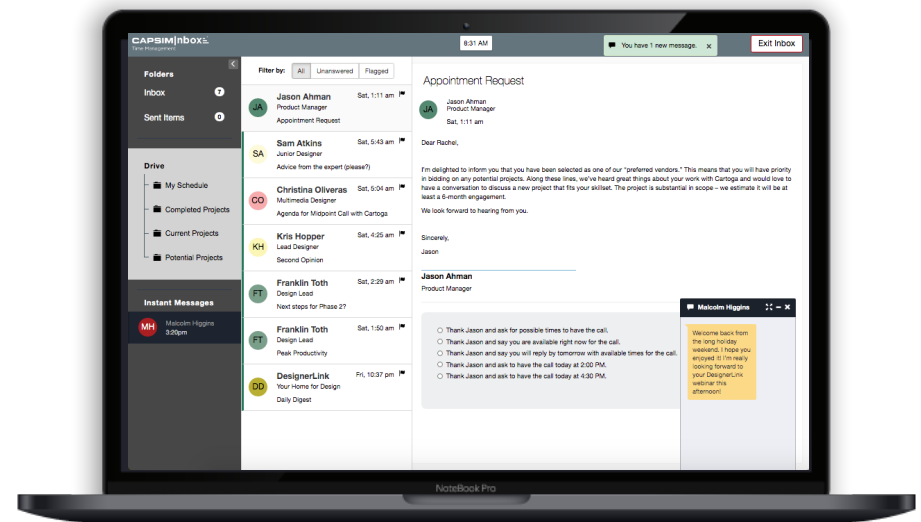 CAPSIMInbox
Time Management
8:31 AM
You have 1 new message. x
Exit Inbox
Folders
Inbox 7
Sent Items 0
Drive
My Schedule
Completed Projects
Current Projects
Potential Projects
Instant Messages
MH
Malcolm Higgins
3:20pm
Filter by: All Unanswered Flagged
JA
Jason Ahman Sat, 1:11 am
Product Manager
Appointment Request
SA
Sam Atkins Sat, 5:43 am
Junior Designer
Advice from the expert (please?)
CO
Christina Oliveras Sat, 5:04 am
Multimedia Designer
Agenda for Midpoint Call with Cartoga
KH
Kris Hopper Sat, 4:25 am
Lead Designer
Second Opinion
FT
Franklin Toth Sat, 2:29 am
Design Lead
Next steps for Phase 2?
FT
Franklin Toth Sat, 1:50 am
Design Lead
Peak Productivity
DD
DesignerLink Fri, 10:37 pm
Your Home for Design
Daily Digest
Appointment Request
JA
Jason Ahman
Product Manager
Sat, 1:11 am
Dear Rachel,
I'm delighted to inform you that you have been selected as one of our "preferred vendors." This means that you will have priority
in bidding on any potential projects. Along these lines, we've heard great things about your work with Cartoga and would love to
have a conversation to discuss a new project that fits your skillset. The project is substantial in scope – we estimate it will be at
least a 6-month engagement.
We look forward to hearing from you.
Sincerely,
Jason
Jason Ahman
Product Manager
Thank Jason and ask for possible times to have the call.
Thank Jason and say you are available right now for the call.
Thank Jason and say you will reply by tomorrow with available times for the call.
Thank Jason and ask to have the call today at 2:00 PM.
Thank Jason and ask to have the call today at 4:30 PM.
Malcolm Higgins
Welcome back from
the long holiday
weekend. I hope you
enjoyed it! I'm really
looking forward to
your DesignerLink
webinar this
afternoon!
NoteBook Pro